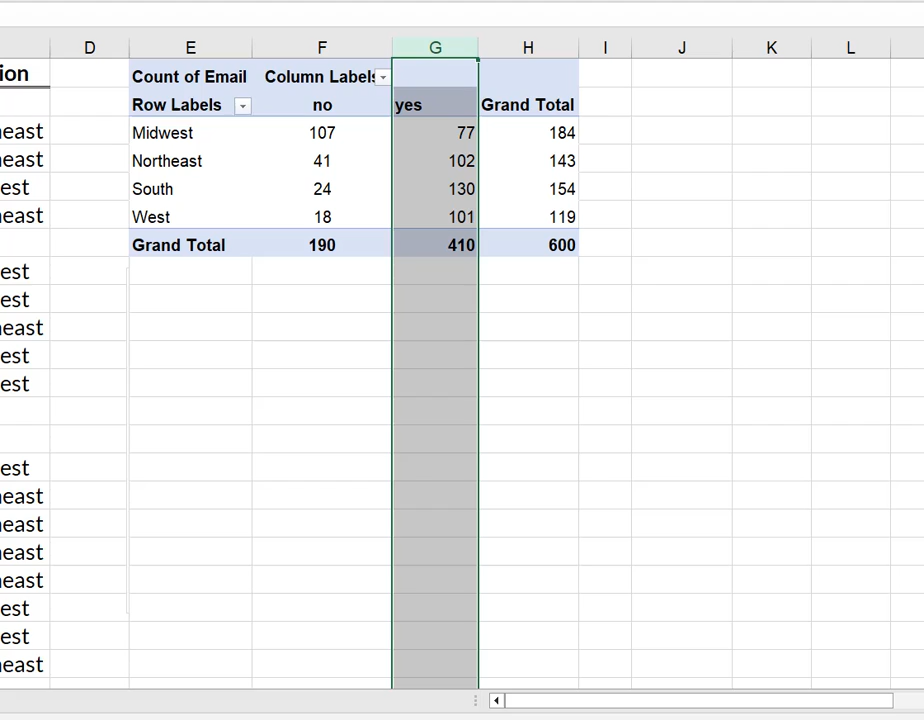 D E F G H I J K L
ion Count of Email Column Labels
Row Labels no yes Grand Total
east Midwest 107 77 184
east Northeast 41 102 143
est South 24 130 154
east West 18 101 119
Grand Total 190 410 600
est
est
east
est
est
est
east
east
east
east
est
est
east